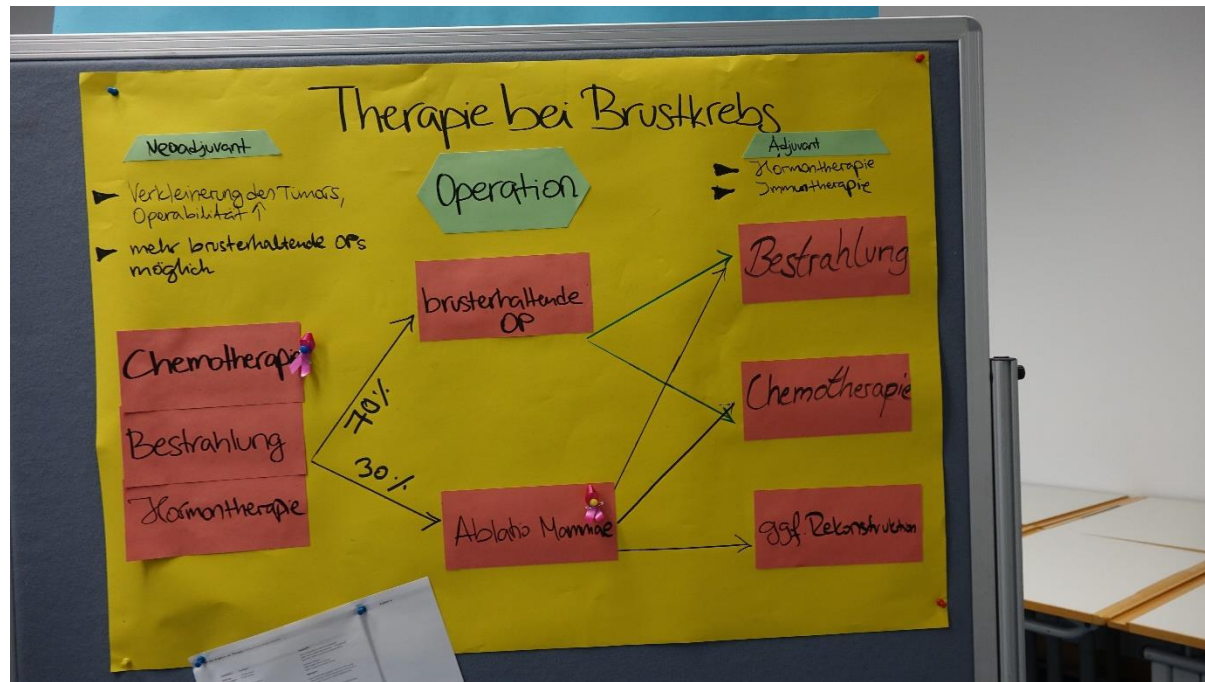 Therapie bei Brustkrebs
Neoadjuvant
Verkleinerung des Tumors,
Operabilität ↑
mehr brusterhaltende OPs
möglich
Chemotherapie
Bestrahlung
Hormontherapie
70%
30%
Operation
brusterhaltende
OP
Ablatio Mammae
Adjuvant
Hormontherapie
Immuntherapie
Bestrahlung
Chemotherapie
ggf. Rekonstruktion